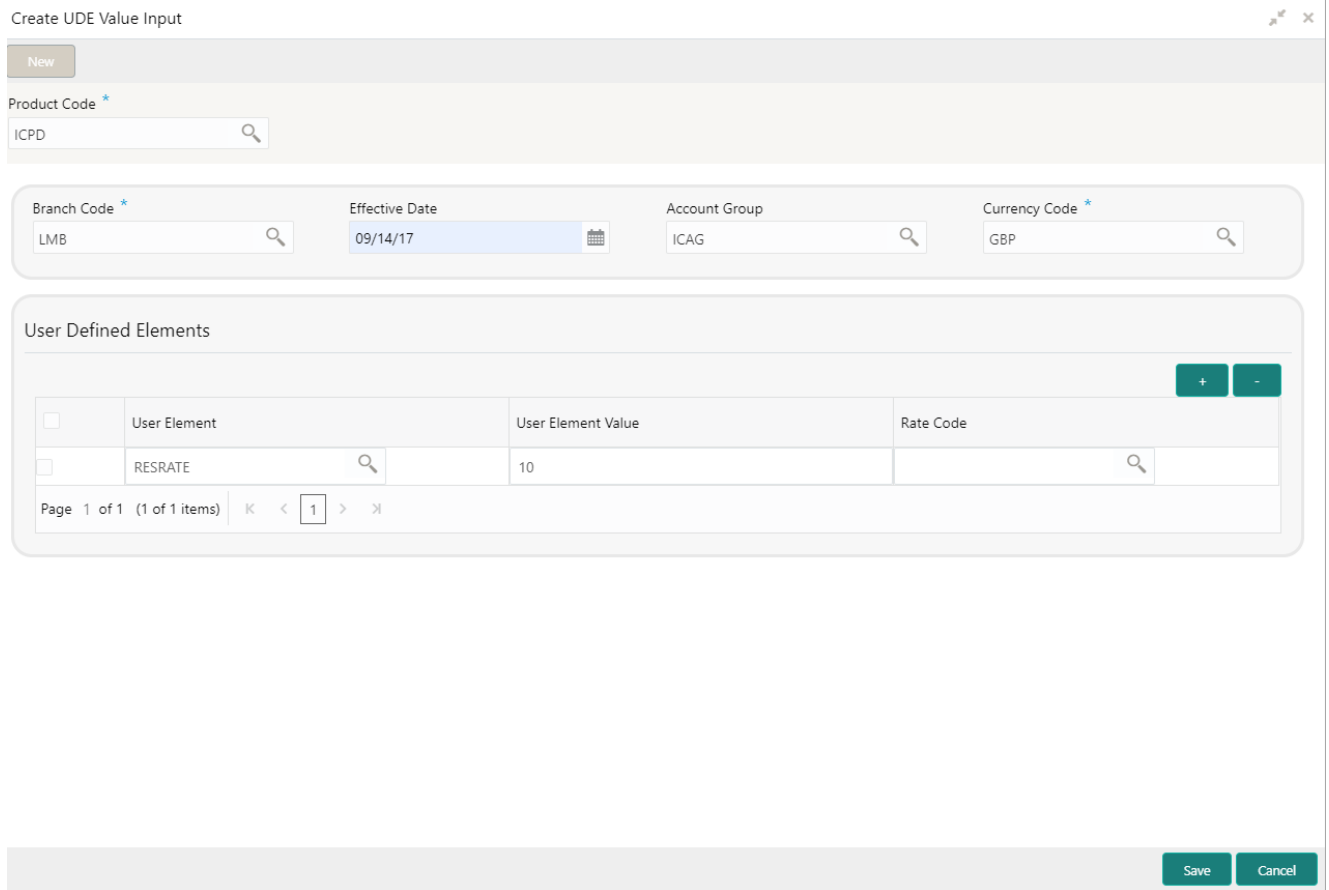 Create UDE Value Input
New
Product Code *
ICPD
Branch Code * Effective Date Account Group Currency Code *
LMB 09/14/17 ICAG GBP
User Defined Elements
+ -
User Element User Element Value Rate Code
RESRATE 10
Page 1 of 1 (1 of 1 items) 1
Save Cancel